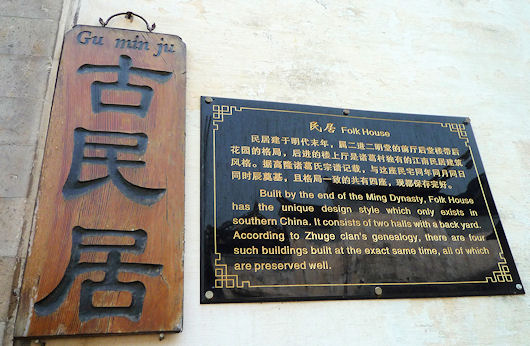 Gu min ju
古
民
居
民居 Folk House
民居建于明代末年，属二进二明堂的前厅后堂楼带后
花园的格局，后进的楼上厅是诸葛村独有的江南民居建筑
风格。据高隆诸葛氏宗谱记载，与这座民宅同年同月同日
同时辰奠基，且格局一致的共有四座，现都保存完好。
Built by the end of the Ming Dynasty, Folk House
has the unique design style which only exists in
southern China. It consists of two halls with a back yard.
According to Zhuge clan's genealogy, there are four
such buildings built at the exact same time, all of which
are preserved well.